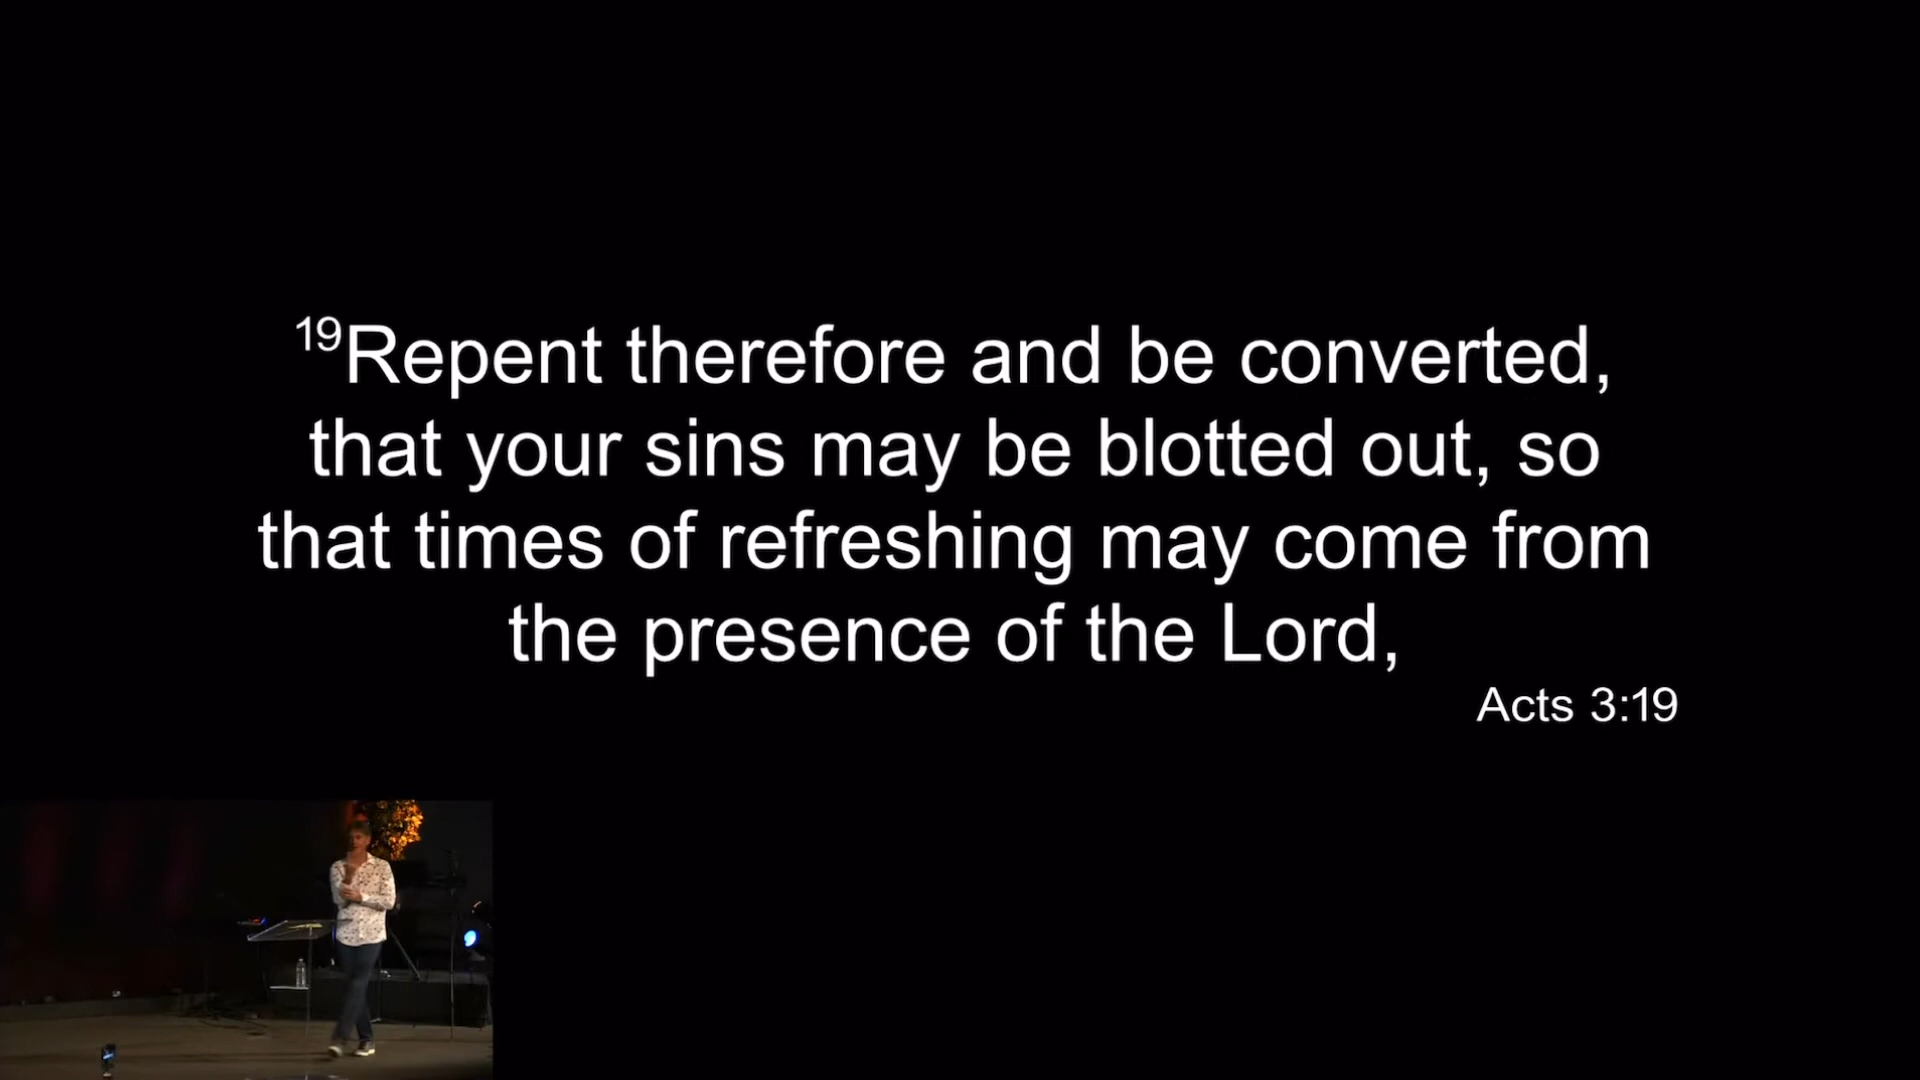 19Repent therefore and be converted,
that your sins may be blotted out, so
that times of refreshing may come from
the presence of the Lord,
Acts 3:19